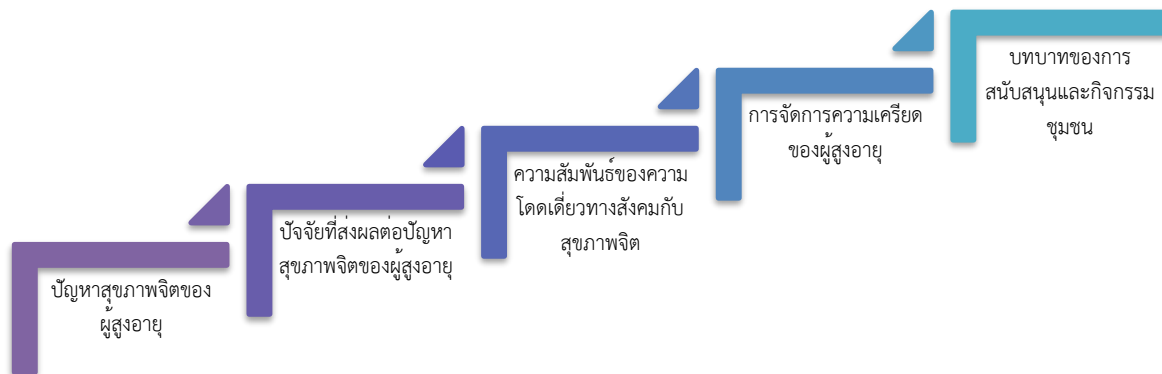 ปัญหาสุขภาพจิตของ
ผู้สูงอายุ
ปัจจัยที่ส่งผลต่อปัญหา
สุขภาพจิตของผู้สูงอายุ
ความสัมพันธ์ของความ
โดดเดี่ยวทางสังคมกับ
สุขภาพจิต
การจัดการความเครียด
ของผู้สูงอายุ
บทบาทของการ
สนับสนุนและกิจกรรม
ชุมชน